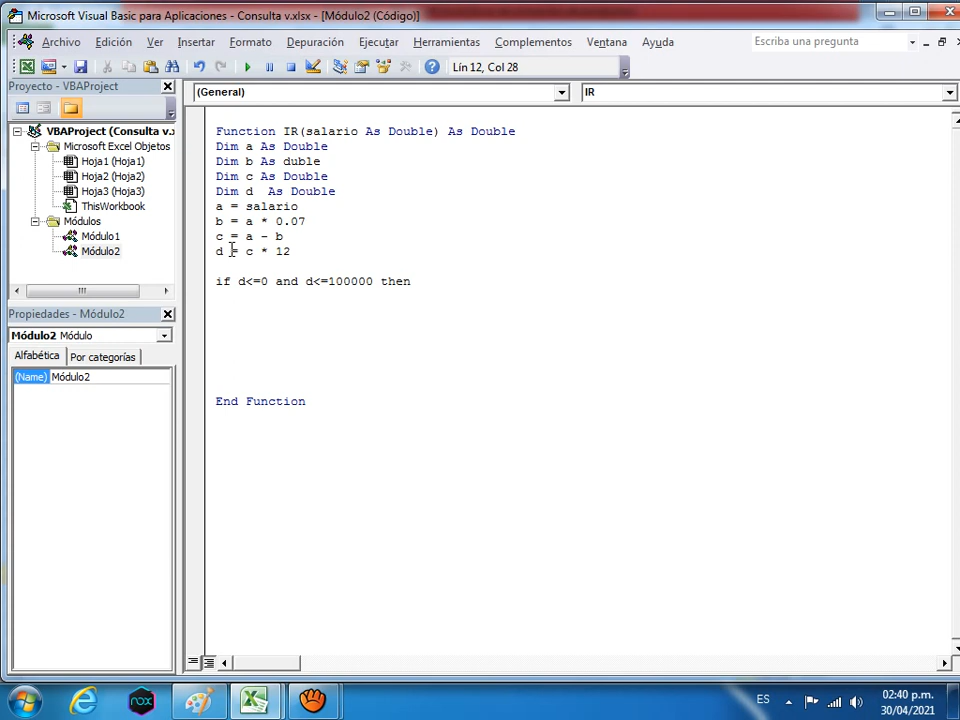 Microsoft Visual Basic para Aplicaciones - Consulta v.xlsx - [Módulo2 (Código)]
Archivo Edición Ver Insertar Formato Depuración Ejecutar Herramientas Complementos Ventana Ayuda Escriba una pregunta
Lín 12, Col 28
Proyecto - VBAProject
(General) IR
VBAProject (Consulta v.
Microsoft Excel Objetos
Hoja1 (Hoja1)
Hoja2 (Hoja2)
Hoja3 (Hoja3)
ThisWorkbook
Módulos
Módulo1
Módulo2
Propiedades - Módulo2
Módulo2 Módulo
Alfabética Por categorías
(Name) Módulo2
Function IR(salario As Double) As Double
Dim a As Double
Dim b As duble
Dim c As Double
Dim d  As Double
a = salario
b = a * 0.07
c = a - b
d = c * 12
if d<=0 and d<=100000 then
End Function
nox
ES
02:40 p.m.
30/04/2021